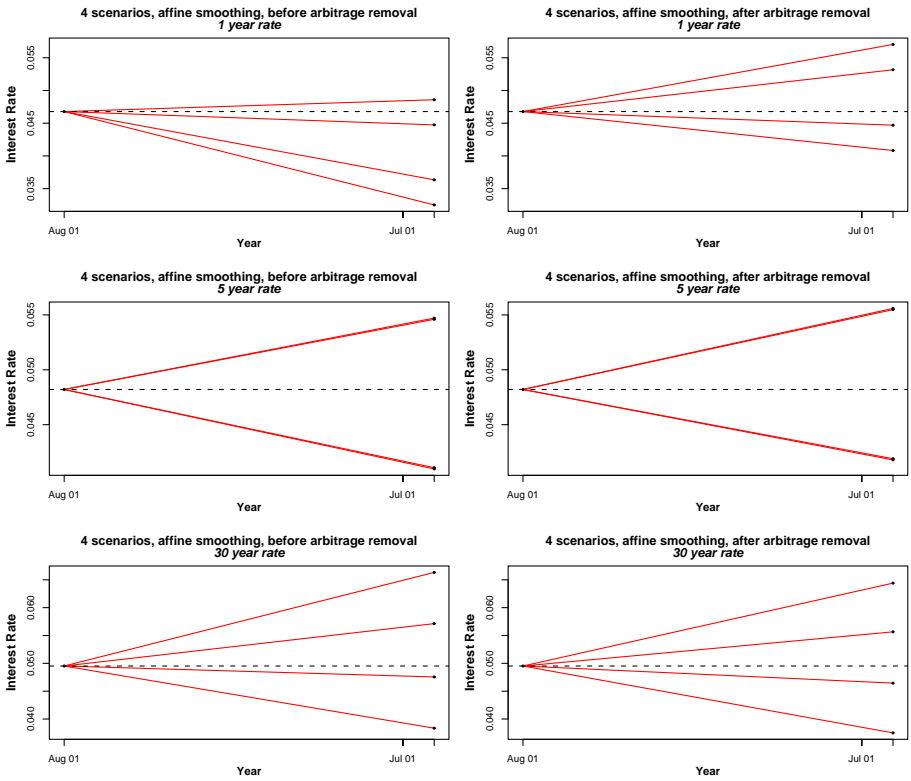 4 scenarios, affine smoothing, before arbitrage removal
1 year rate
Interest Rate
0.055
0.045
0.035
Aug 01
Jul 01
Year
4 scenarios, affine smoothing, after arbitrage removal
1 year rate
Interest Rate
0.055
0.045
0.035
Aug 01
Jul 01
Year
4 scenarios, affine smoothing, before arbitrage removal
5 year rate
Interest Rate
0.055
0.050
0.045
Aug 01
Jul 01
Year
4 scenarios, affine smoothing, after arbitrage removal
5 year rate
Interest Rate
0.055
0.050
0.045
Aug 01
Jul 01
Year
4 scenarios, affine smoothing, before arbitrage removal
30 year rate
Interest Rate
0.060
0.050
0.040
Aug 01
Jul 01
Year
4 scenarios, affine smoothing, after arbitrage removal
30 year rate
Interest Rate
0.060
0.050
0.040
Aug 01
Jul 01
Year